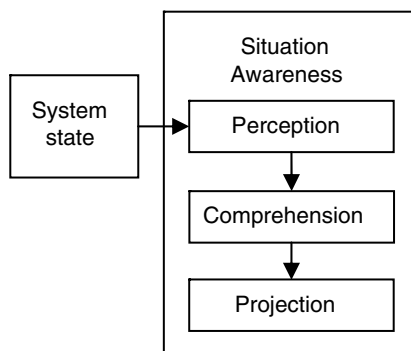 Situation
Awareness
System
state
Perception
Comprehension
Projection